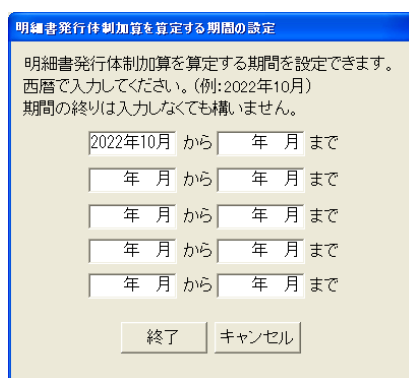 明細書発行体制加算を算定する期間の設定
明細書発行体制加算を算定する期間を設定できます。
西暦で入力してください。(例:2022年10月)
期間の終りは入力しなくても構いません。
2022年10月 から 年 月 まで
年 月 から 年 月 まで
年 月 から 年 月 まで
年 月 から 年 月 まで
年 月 から 年 月 まで
終了 キャンセル